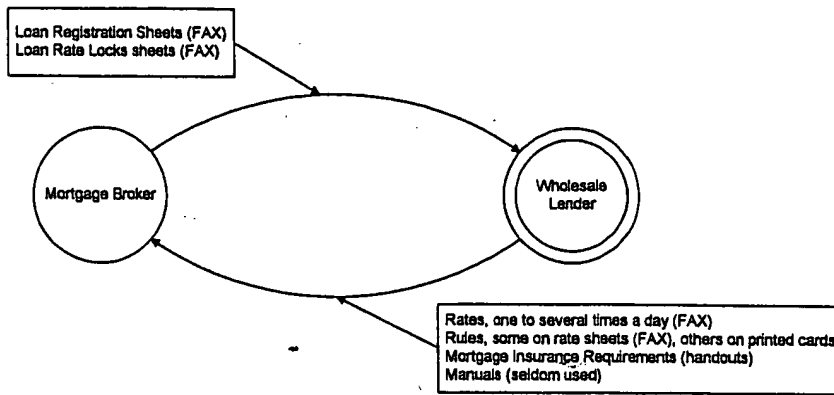 Loan Registration Sheets (FAX)
Loan Rate Locks sheets (FAX)
Mortgage Broker
Wholesale
Lender
Rates, one to several times a day (FAX)
Rules, some on rate sheets (FAX), others on printed cards
Mortgage Insurance Requirements (handouts)
Manuals (seldom used)